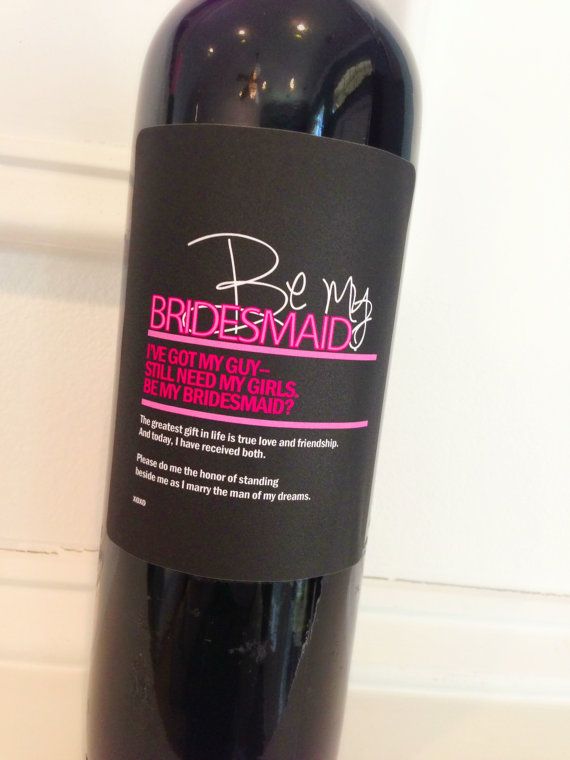 Be my
BRIDESMAID
I'VE GOT MY GUY--
STILL NEED MY GIRLS.
BE MY BRIDESMAID?
The greatest gift in life is true love and friendship.
And today, I have received both.
Please do me the honor of standing
beside me as I marry the man of my dreams.
xoxo